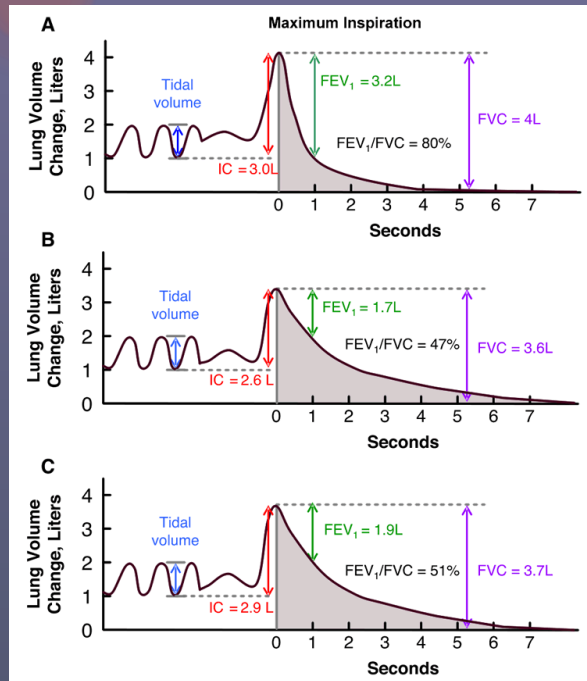 A
Maximum Inspiration
Lung Volume
Change, Liters
4
3
2
1
0
Tidal
volume
IC = 3.0L
FEV₁ = 3.2L
FEV₁/FVC = 80%
FVC = 4L
0 1 2 3 4 5 6 7
Seconds
B
Lung Volume
Change, Liters
4
3
2
1
0
Tidal
volume
IC = 2.6 L
FEV₁ = 1.7L
FEV₁/FVC = 47%
FVC = 3.6L
0 1 2 3 4 5 6 7
Seconds
C
Lung Volume
Change, Liters
4
3
2
1
0
Tidal
volume
IC = 2.9 L
FEV₁ = 1.9L
FEV₁/FVC = 51%
FVC = 3.7L
0 1 2 3 4 5 6 7
Seconds